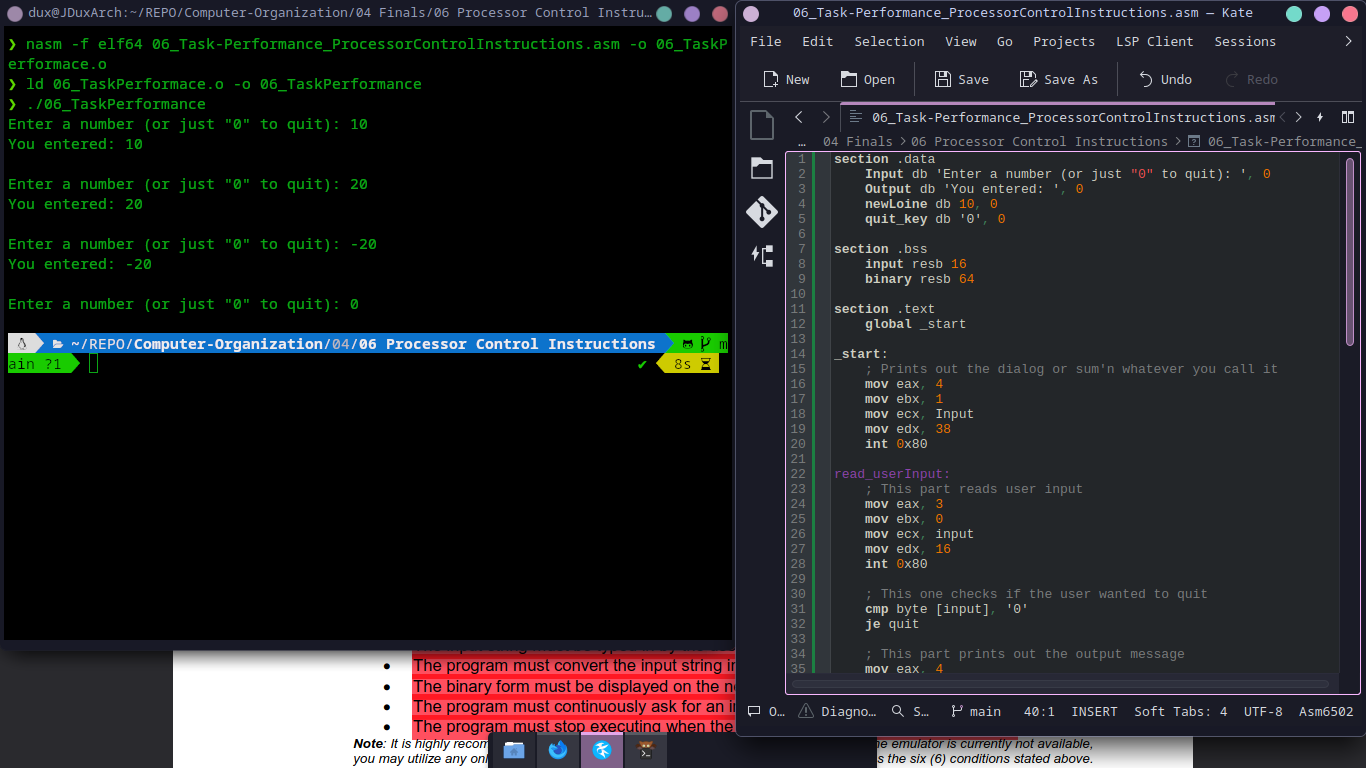 dux@JDuxArch:~/REPO/Computer-Organization/04 Finals/06 Processor Control Instru...
❯ nasm -f elf64 06_Task-Performance_ProcessorControlInstructions.asm -o 06_TaskP
erformace.o
❯ ld 06_TaskPerformace.o -o 06_TaskPerformance
❯ ./06_TaskPerformance
Enter a number (or just "0" to quit): 10
You entered: 10
Enter a number (or just "0" to quit): 20
You entered: 20
Enter a number (or just "0" to quit): -20
You entered: -20
Enter a number (or just "0" to quit): 0
~/REPO/Computer-Organization/04/06 Processor Control Instructions m
ain ?1 ✔ 8s
06_Task-Performance_ProcessorControlInstructions.asm — Kate
File Edit Selection View Go Projects LSP Client Sessions
New Open Save Save As Undo Redo
06_Task-Performance_ProcessorControlInstructions.asm
... 04 Finals > 06 Processor Control Instructions > 06_Task-Performance_
1 section .data
2     Input db 'Enter a number (or just "0" to quit): ', 0
3     Output db 'You entered: ', 0
4     newLoine db 10, 0
5     quit_key db '0', 0
6
7 section .bss
8     input resb 16
9     binary resb 64
10
11 section .text
12     global _start
13
14 _start:
15     ; Prints out the dialog or sum'n whatever you call it
16     mov eax, 4
17     mov ebx, 1
18     mov ecx, Input
19     mov edx, 38
20     int 0x80
21
22 read_userInput:
23     ; This part reads user input
24     mov eax, 3
25     mov ebx, 0
26     mov ecx, input
27     mov edx, 16
28     int 0x80
29
30     ; This one checks if the user wanted to quit
31     cmp byte [input], '0'
32     je quit
33
34     ; This part prints out the output message
35     mov eax, 4
O... Diagno... S... main 40:1 INSERT Soft Tabs: 4 UTF-8 Asm6502
• The program must convert the input string in
• The binary form must be displayed on the ne
• The program must continuously ask for an in
• The program must stop executing when the
Note: It is highly recom
e emulator is currently not available,
you may utilize any onl
s the six (6) conditions stated above.